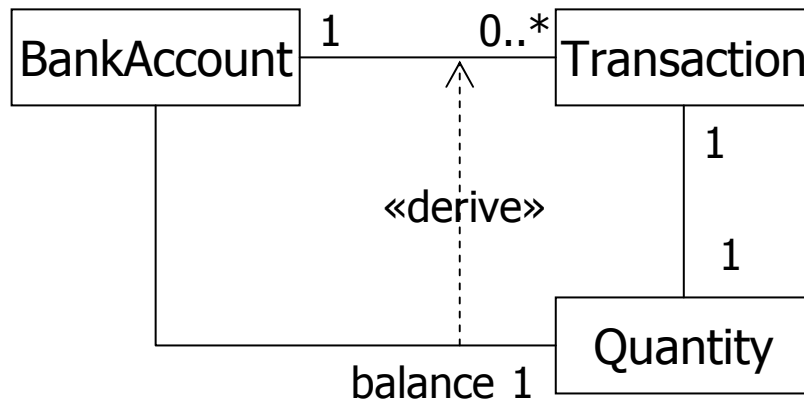 1 0..*
BankAccount Transaction
1
«derive»
1
Quantity
balance 1